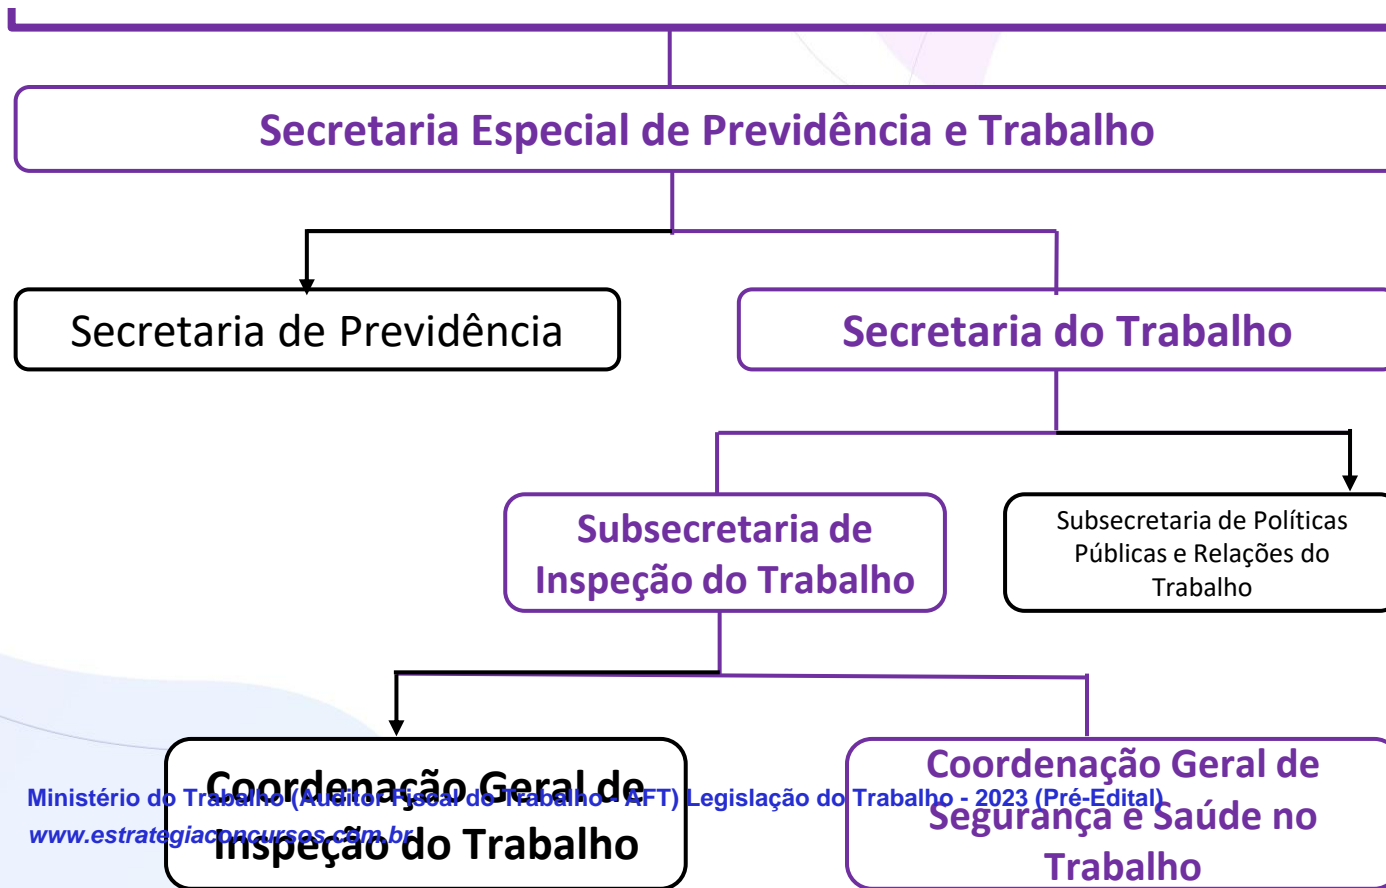 Secretaria Especial de Previdência e Trabalho
Secretaria de Previdência
Secretaria do Trabalho
Subsecretaria de
Inspeção do Trabalho
Subsecretaria de Políticas
Públicas e Relações do
Trabalho
Coordenação Geral de
Inspeção do Trabalho
Coordenação Geral de
Segurança e Saúde no
Trabalho
Ministério do Trabalho (Auditor Fiscal do Trabalho - AFT) Legislação do Trabalho - 2023 (Pré-Edital)
www.estrategiaconcursos.com.br